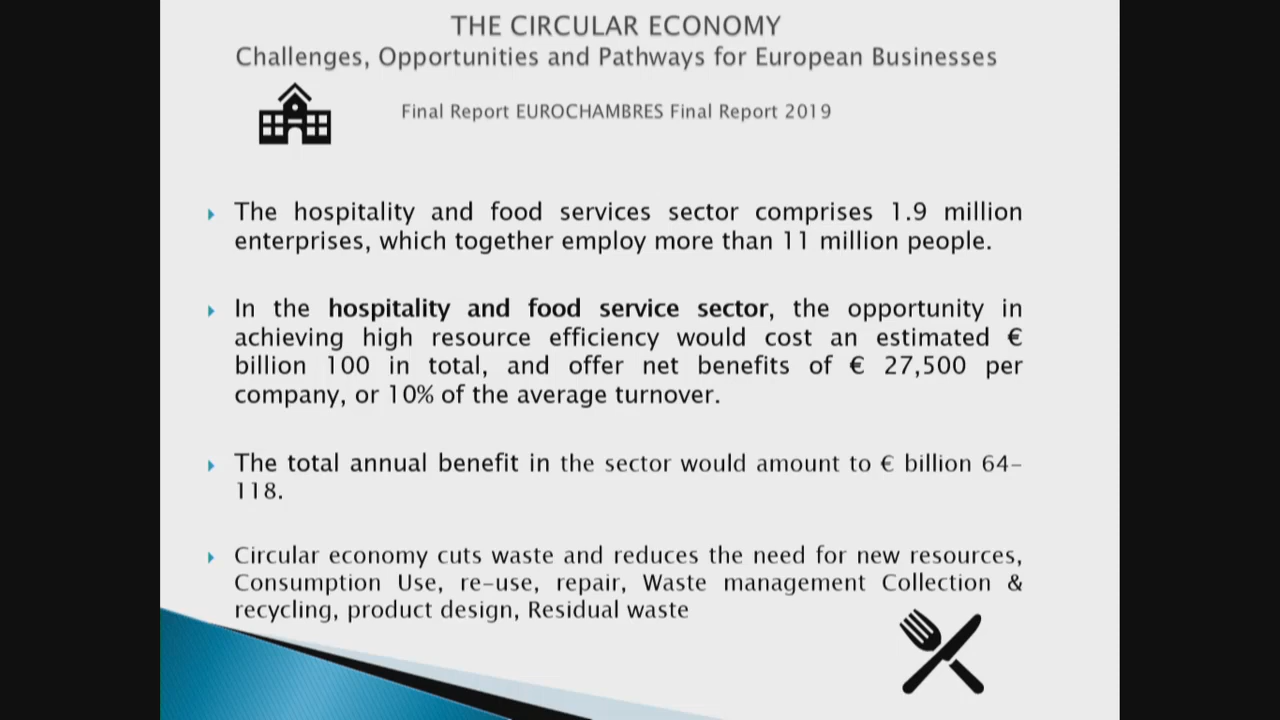 THE CIRCULAR ECONOMY
Challenges, Opportunities and Pathways for European Businesses
Final Report EUROCHAMBRES Final Report 2019
The hospitality and food services sector comprises 1.9 million
enterprises, which together employ more than 11 million people.
In the hospitality and food service sector, the opportunity in
achieving high resource efficiency would cost an estimated €
billion 100 in total, and offer net benefits of € 27,500 per
company, or 10% of the average turnover.
The total annual benefit in the sector would amount to € billion 64-
118.
Circular economy cuts waste and reduces the need for new resources,
Consumption Use, re-use, repair, Waste management Collection &
recycling, product design, Residual waste